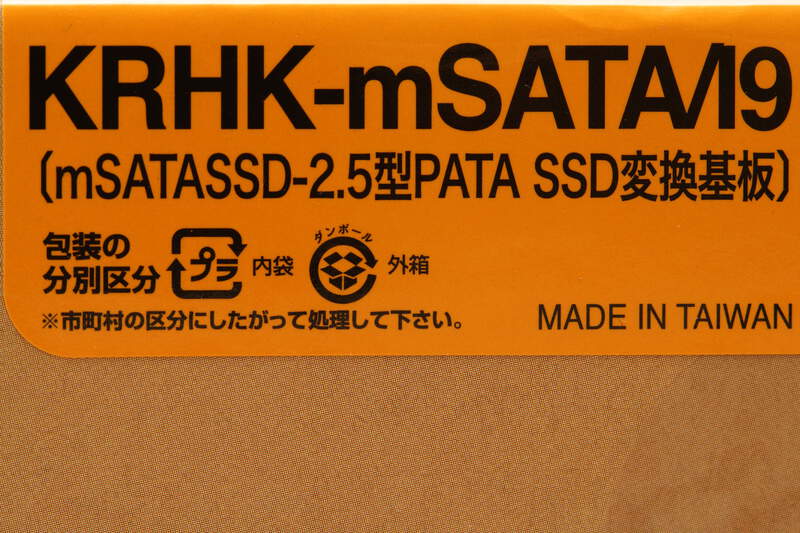 KRHK-mSATA/I9
〔mSATASSD-2.5型PATA SSD変換基板〕
包装の
分別区分
プラ
内袋
ダンボール
外箱
※市町村の区分にしたがって処理して下さい。
MADE IN TAIWAN